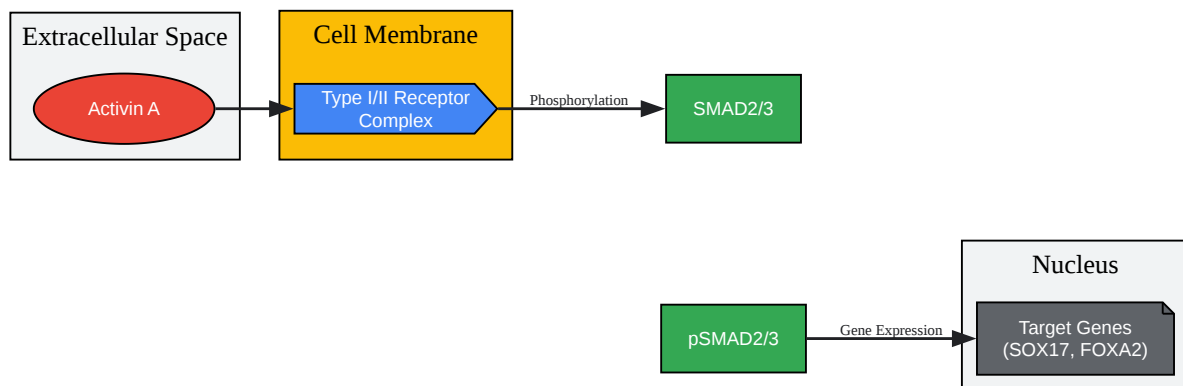 Extracellular Space
Activin A
Cell Membrane
Type I/II Receptor
Complex
Phosphorylation
SMAD2/3
pSMAD2/3
Gene Expression
Nucleus
Target Genes
(SOX17, FOXA2)